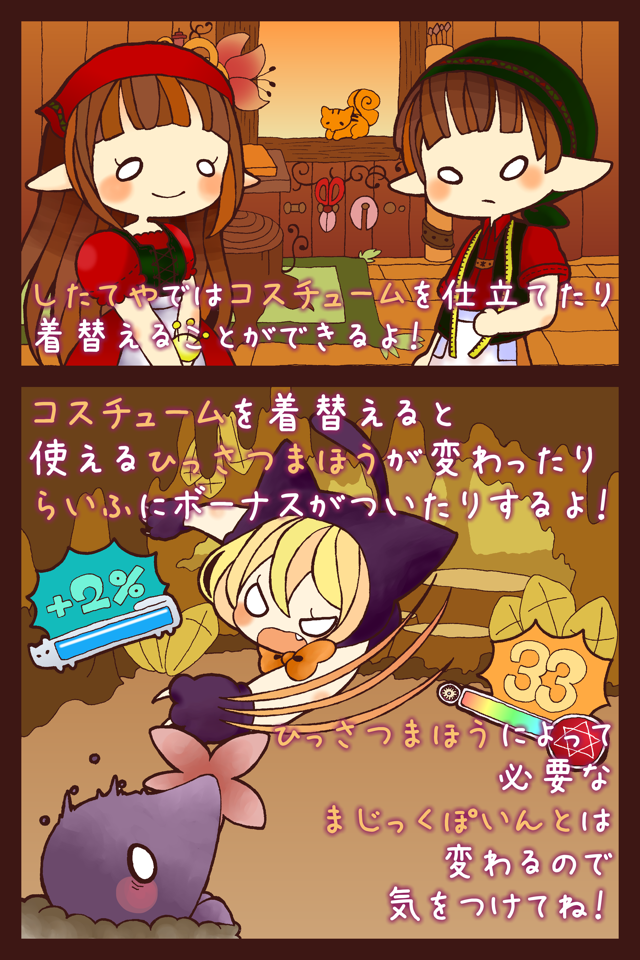 したてやではコスチュームを仕立てたり
着替えることができるよ!
コスチュームを着替えると
使えるひっさつまほうが変わったり
らいふにボーナスがついたりするよ!
+2%
33
ひっさつまほうによって
必要な
まじっくぽいんとは
変わるので
気をつけてね!